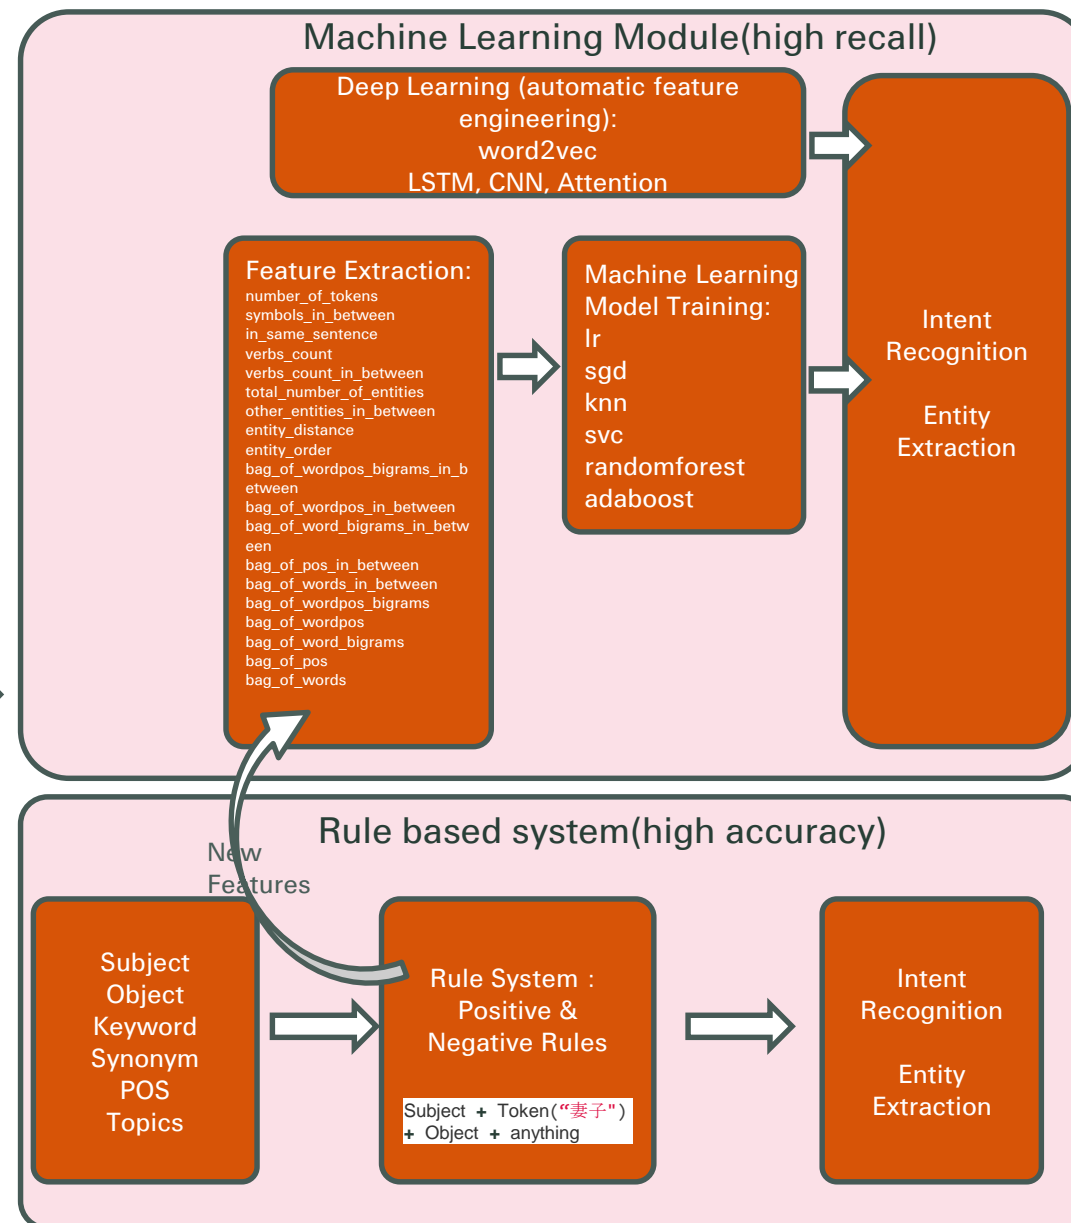 Machine Learning Module(high recall)
Deep Learning (automatic feature
engineering):
word2vec
LSTM, CNN, Attention
Feature Extraction:
number_of_tokens
symbols_in_between
in_same_sentence
verbs_count
verbs_count_in_between
total_number_of_entities
other_entities_in_between
entity_distance
entity_order
bag_of_wordpos_bigrams_in_b
etween
bag_of_wordpos_in_between
bag_of_word_bigrams_in_betw
een
bag_of_pos_in_between
bag_of_words_in_between
bag_of_wordpos_bigrams
bag_of_wordpos
bag_of_word_bigrams
bag_of_pos
bag_of_words
Machine Learning
Model Training:
lr
sgd
knn
svc
randomforest
adaboost
Intent
Recognition
Entity
Extraction
Rule based system(high accuracy)
New
Features
Subject
Object
Keyword
Synonym
POS
Topics
Rule System :
Positive &
Negative Rules
Subject + Token(“妻子")
+ Object + anything
Intent
Recognition
Entity
Extraction